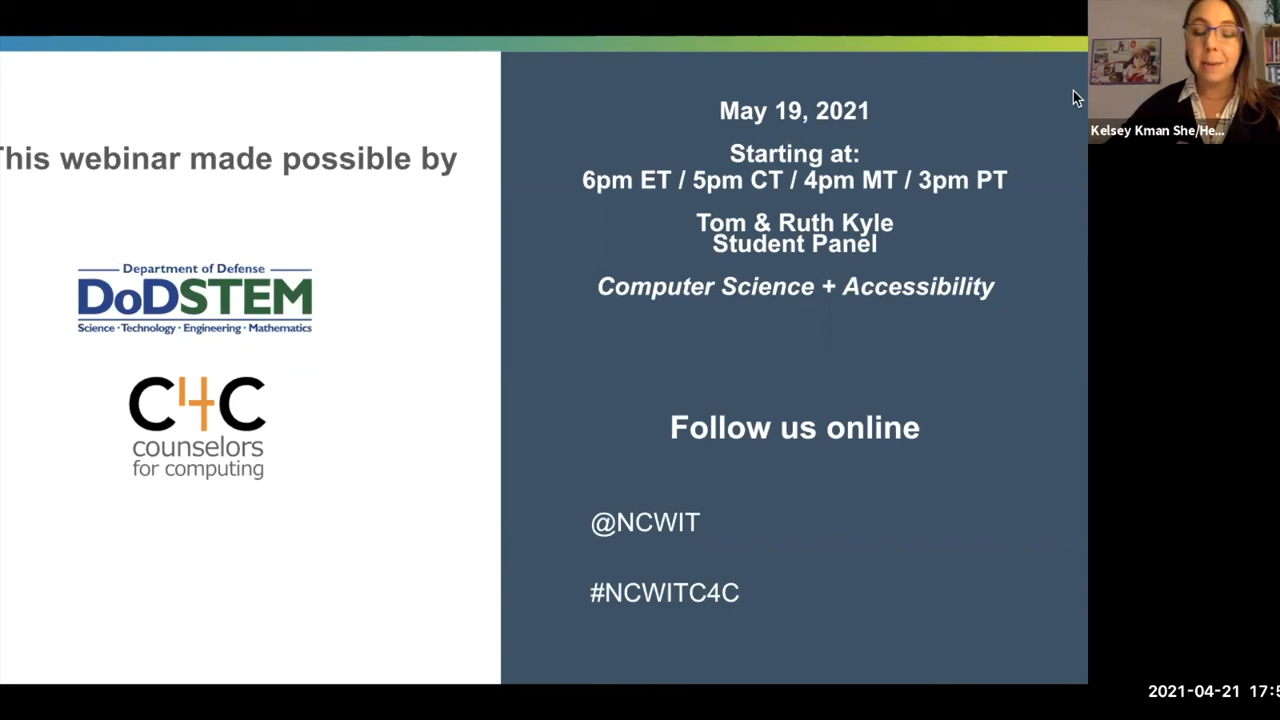 This webinar made possible by
Department of Defense
DoDSTEM
Science · Technology · Engineering · Mathematics
C4C
counselors
for computing
May 19, 2021
Starting at:
6pm ET / 5pm CT / 4pm MT / 3pm PT
Tom & Ruth Kyle
Student Panel
Computer Science + Accessibility
Follow us online
@NCWIT
#NCWITC4C
Kelsey Kman She/He...
2021-04-21 17:5